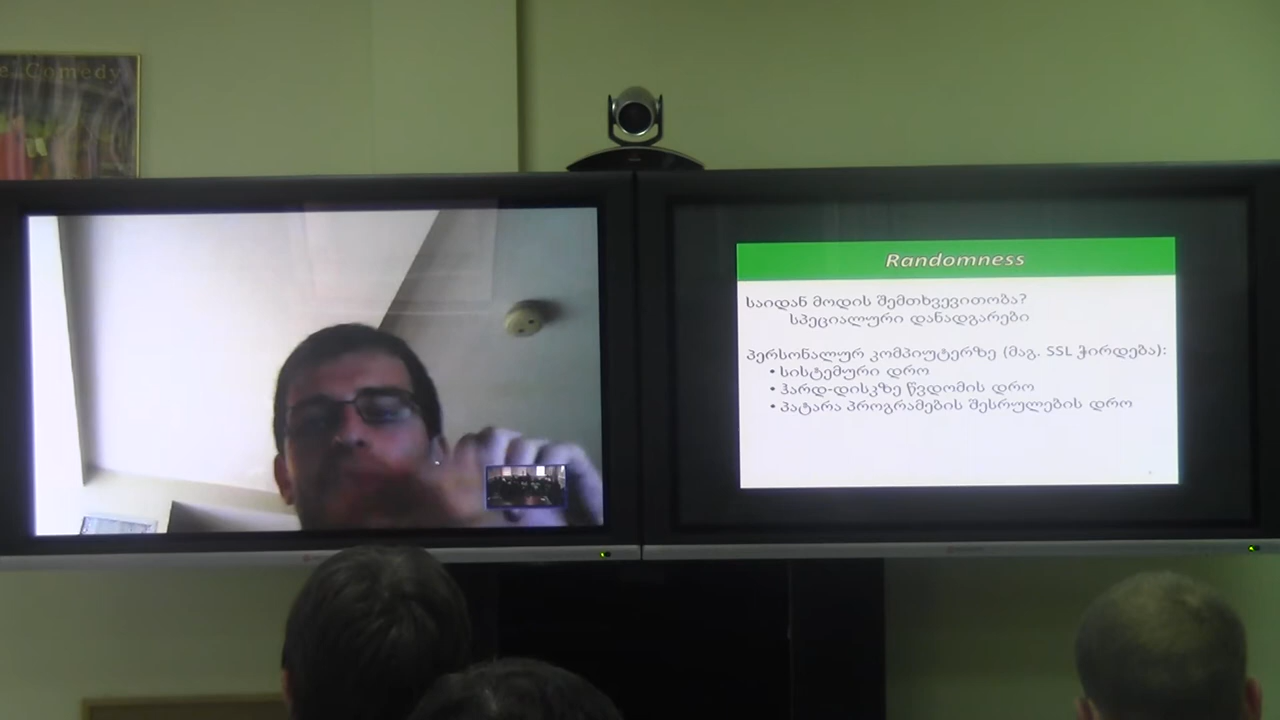 e Comedy
Randomness
საიდან მოდის შემთხვევითობა?
სპეციალური დანადგარები
პერსონალურ კომპიუტერზე (მაგ. SSL ჭირდება):
• სისტემური დრო
• ჰარდ-დისკზე წვდომის დრო
• პატარა პროგრამების შესრულების დრო